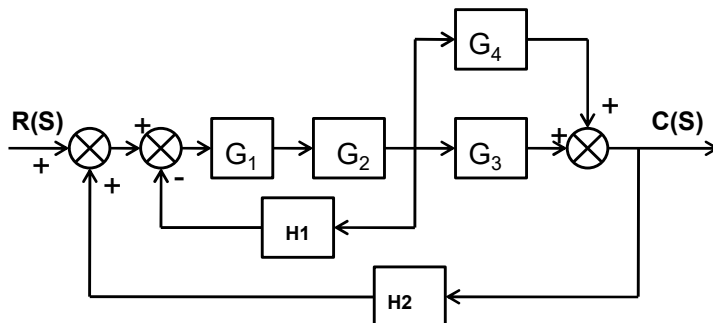 G4
+
R(S)
+
+
C(S)
+
G1
G2
G3
+
+
-
H1
H2